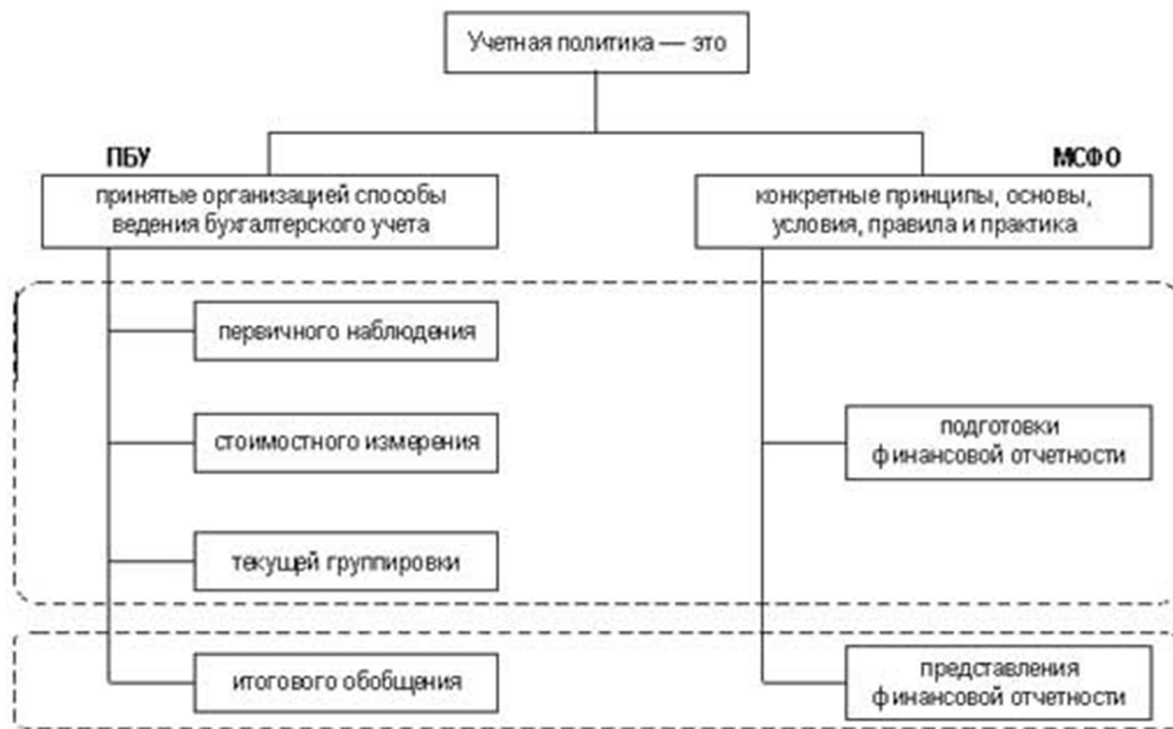 Учетная политика — это
ПБУ
МСФО
принятые организацией способы
ведения бухгалтерского учета
конкретные принципы, основы,
условия, правила и практика
первичного наблюдения
стоимостного измерения
подготовки
финансовой отчетности
текущей группировки
итогового обобщения
представления
финансовой отчетности